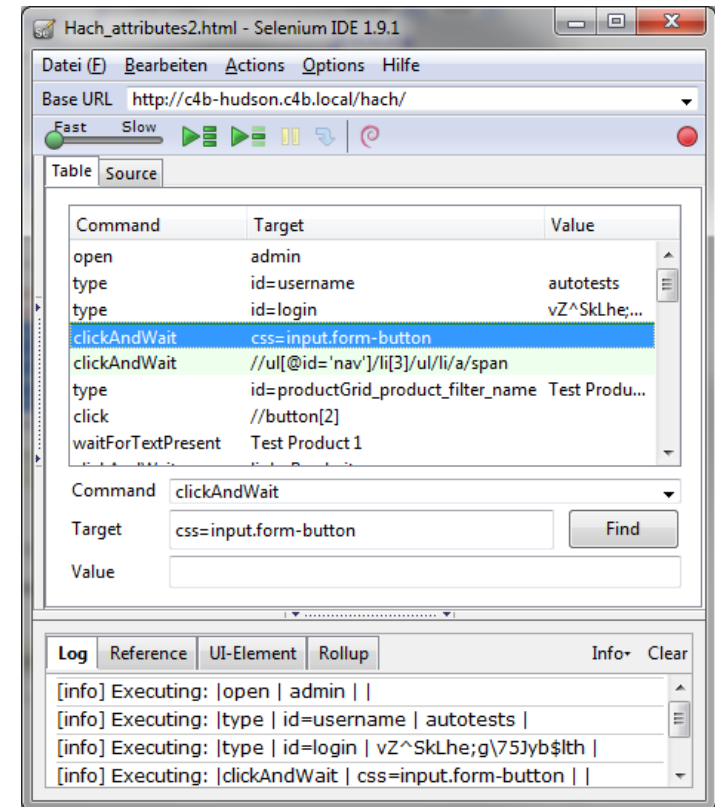 Hach_attributes2.html - Selenium IDE 1.9.1
Datei (F) Bearbeiten Actions Options Hilfe
Base URL http://c4b-hudson.c4b.local/hach/
Fast Slow
Table Source
Command Target Value
open admin
type id=username autotests
type id=login vZ^SkLhe;...
clickAndWait css=input.form-button
clickAndWait //ul[@id='nav']/li[3]/ul/li/a/span
type id=productGrid_product_filter_name Test Produ...
click //button[2]
waitForTextPresent Test Product 1
Command clickAndWait
Target css=input.form-button Find
Value
Log Reference UI-Element Rollup Info Clear
[info] Executing: |open | admin | |
[info] Executing: |type | id=username | autotests |
[info] Executing: |type | id=login | vZ^SkLhe;g\75Jyb$lth |
[info] Executing: |clickAndWait | css=input.form-button | |